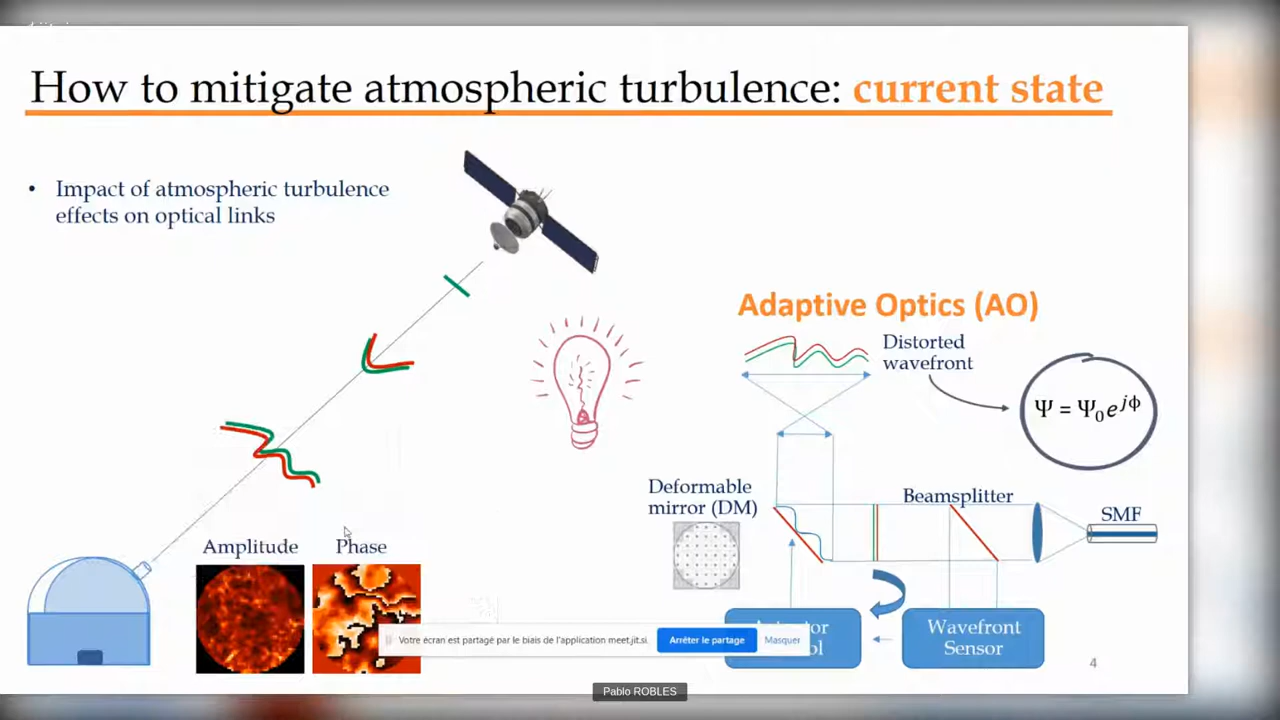 How to mitigate atmospheric turbulence: current state
• Impact of atmospheric turbulence
effects on optical links
Adaptive Optics (AO)
Distorted
wavefront
Ψ = Ψ₀e^{jϕ}
Deformable
mirror (DM)
Beamsplitter
SMF
Amplitude
Phase
Wavefront
Sensor
Votre écran est partagé par le biais de l'application meet.jit.si.
Arrêter le partage
Masquer
4
Pablo ROBLES